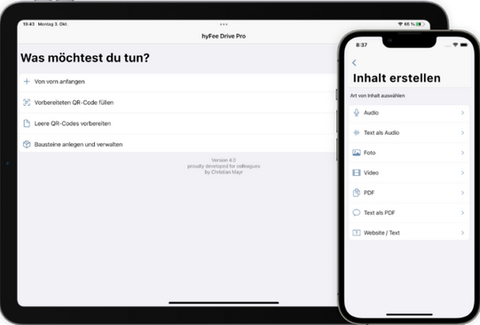 19:43 Montag 3. Okt.
65 %
hyFee Drive Pro
Was möchtest du tun?
Von vorn anfangen
Vorbereiteten QR-Code füllen
Leere QR-Codes vorbereiten
Bausteine anlegen und verwalten
Version 4.0
proudly developed for colleagues
by Christian Mayr
8:37
Inhalt erstellen
Art von Inhalt auswählen
Audio
Text als Audio
Foto
Video
PDF
Text als PDF
Website / Text